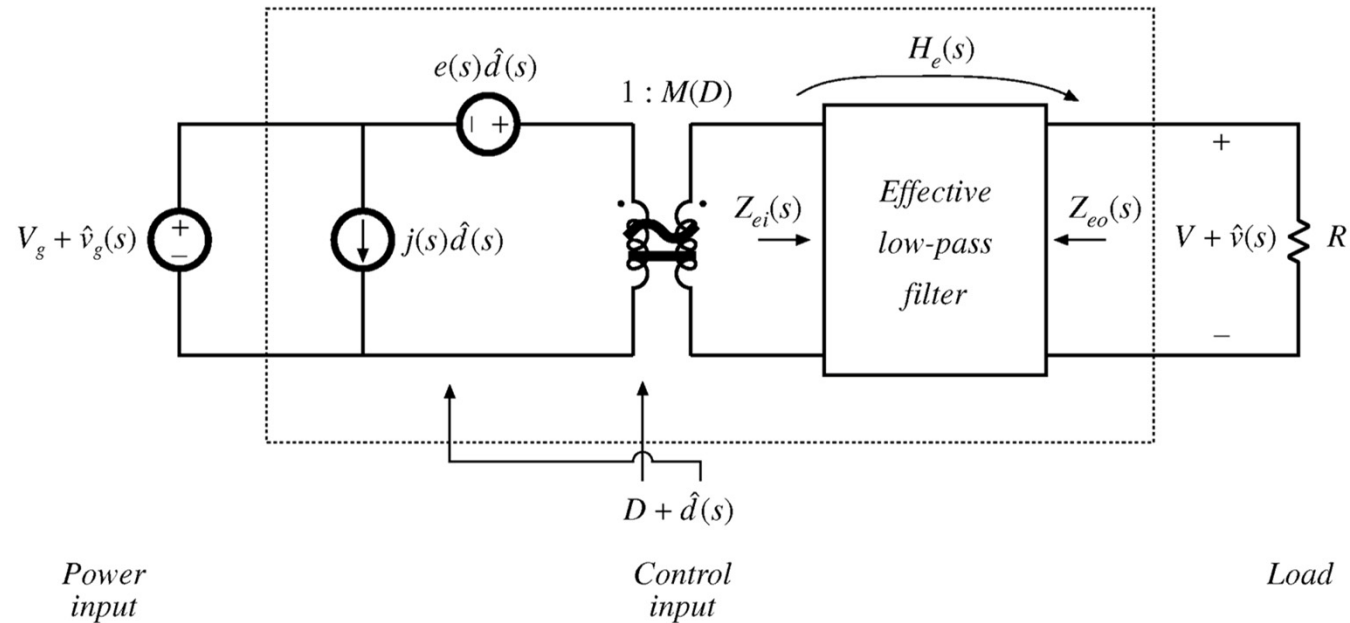 H_e(s)
e(s)d̂(s)
1 : M(D)
+
− +
Effective
low-pass
filter
Z_ei(s)
Z_eo(s)
V_g + v̂_g(s)
+
−
j(s)d̂(s)
V + v̂(s)
R
−
D + d̂(s)
Power
input
Control
input
Load